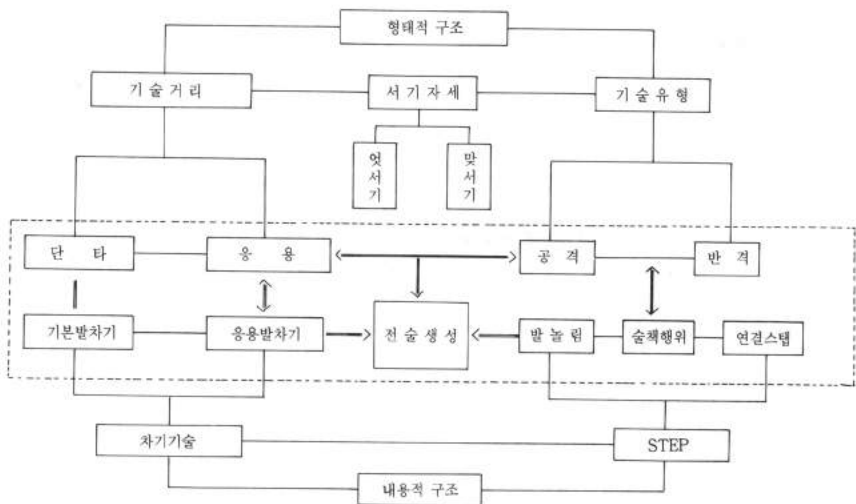 형태적 구조
기술거리
서기자세
기술유형
엇서기
맞서기
단 타
응 용
공 격
반 격
기본발차기
응용발차기
전술생성
발놀림
술책행위
연결스탭
차기기술
STEP
내용적 구조